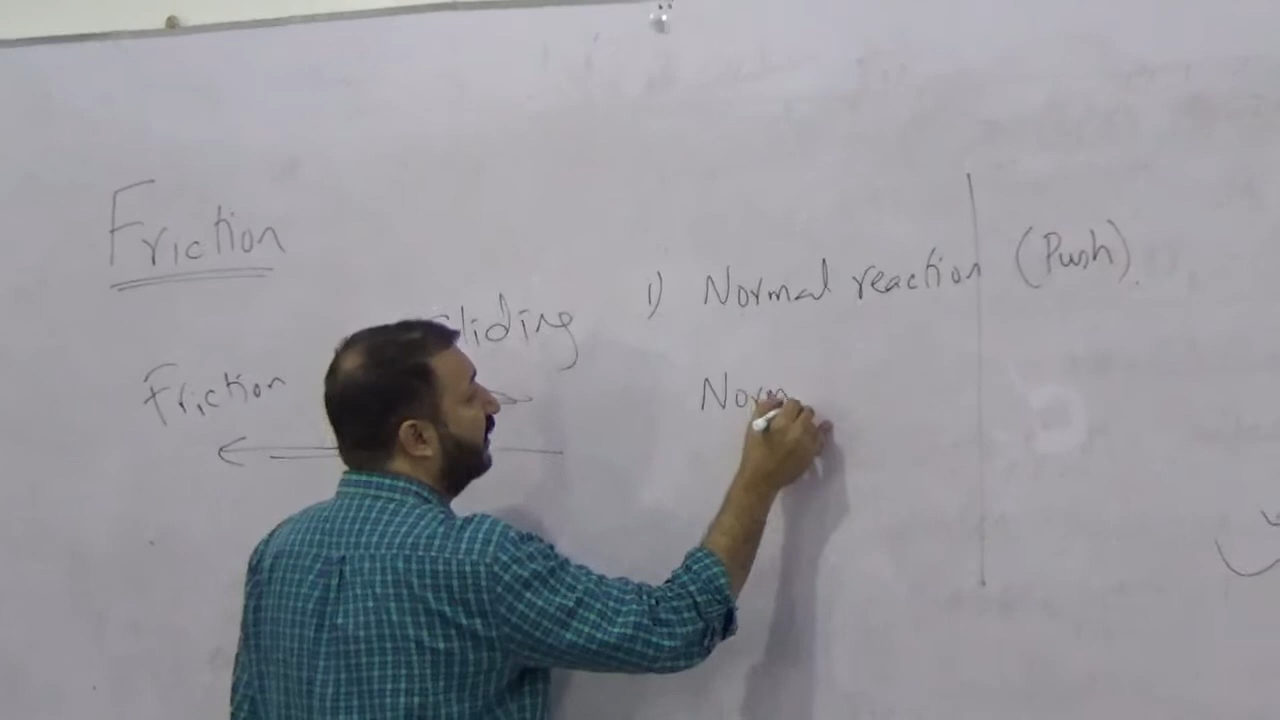 Friction
Sliding
1) Normal reaction (Push)
Friction
Norm